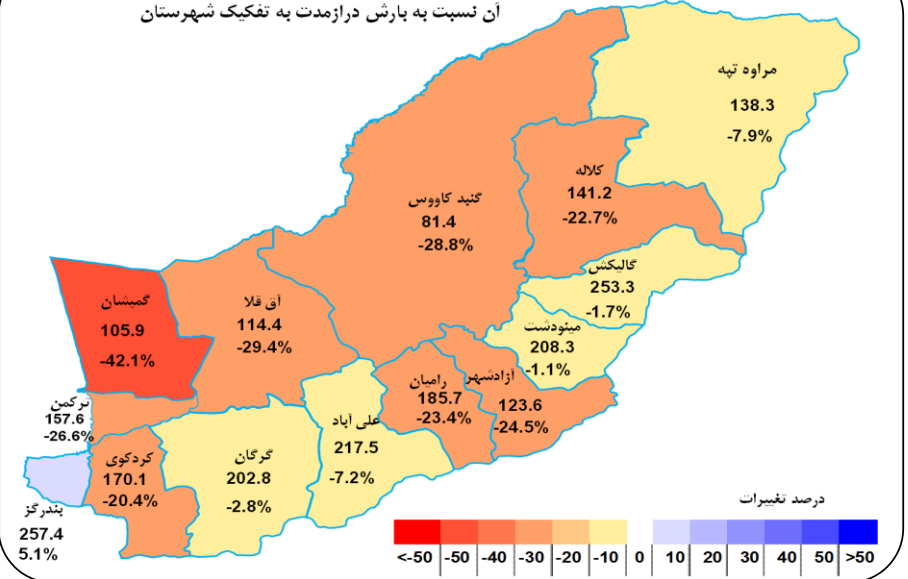 آن نسبت به بارش درازمدت به تفکیک شهرستان
مراوه تپه
138.3
-7.9%
کلاله
141.2
-22.7%
گنبد کاووس
81.4
-28.8%
گالیکش
253.3
-1.7%
گمیشان
105.9
-42.1%
آق قلا
114.4
-29.4%
مینودشت
208.3
-1.1%
آزادشهر
123.6
-24.5%
رامیان
185.7
-23.4%
ترکمن
157.6
-26.6%
علی آباد
217.5
-7.2%
کردکوی
170.1
-20.4%
گرگان
202.8
-2.8%
بندرگز
257.4
5.1%
درصد تغییرات
<-50 -50 -40 -30 -20 -10 0 10 20 30 40 50 >50